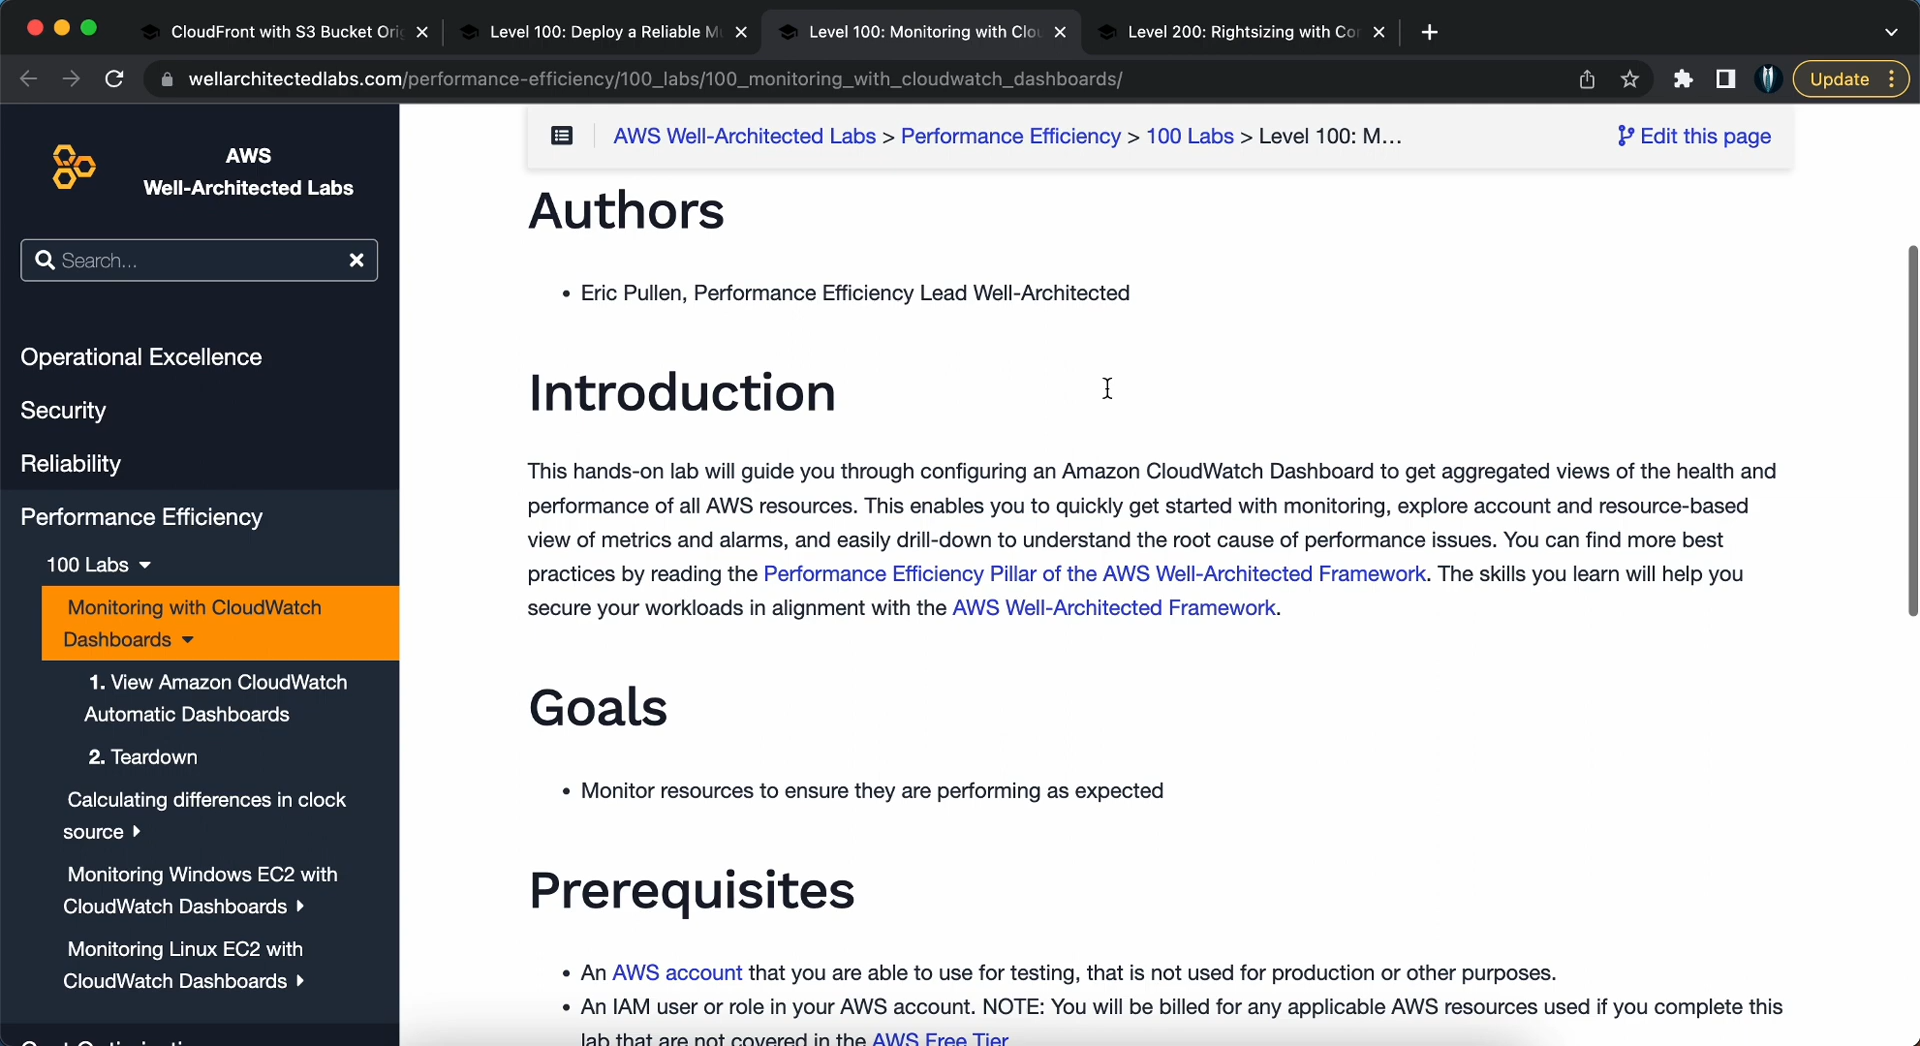 CloudFront with S3 Bucket Ori
Level 100: Deploy a Reliable M
Level 100: Monitoring with Clou
Level 200: Rightsizing with Co
wellarchitectedlabs.com/performance-efficiency/100_labs/100_monitoring_with_cloudwatch_dashboards/
Update
AWS
Well-Architected Labs
Search...
Operational Excellence
Security
Reliability
Performance Efficiency
100 Labs
Monitoring with CloudWatch
Dashboards
1. View Amazon CloudWatch
Automatic Dashboards
2. Teardown
Calculating differences in clock
source
Monitoring Windows EC2 with
CloudWatch Dashboards
Monitoring Linux EC2 with
CloudWatch Dashboards
AWS Well-Architected Labs > Performance Efficiency > 100 Labs > Level 100: M...
Edit this page
Authors
• Eric Pullen, Performance Efficiency Lead Well-Architected
Introduction
This hands-on lab will guide you through configuring an Amazon CloudWatch Dashboard to get aggregated views of the health and
performance of all AWS resources. This enables you to quickly get started with monitoring, explore account and resource-based
view of metrics and alarms, and easily drill-down to understand the root cause of performance issues. You can find more best
practices by reading the Performance Efficiency Pillar of the AWS Well-Architected Framework. The skills you learn will help you
secure your workloads in alignment with the AWS Well-Architected Framework.
Goals
• Monitor resources to ensure they are performing as expected
Prerequisites
• An AWS account that you are able to use for testing, that is not used for production or other purposes.
• An IAM user or role in your AWS account. NOTE: You will be billed for any applicable AWS resources used if you complete this
lab that are not covered in the AWS Free Tier